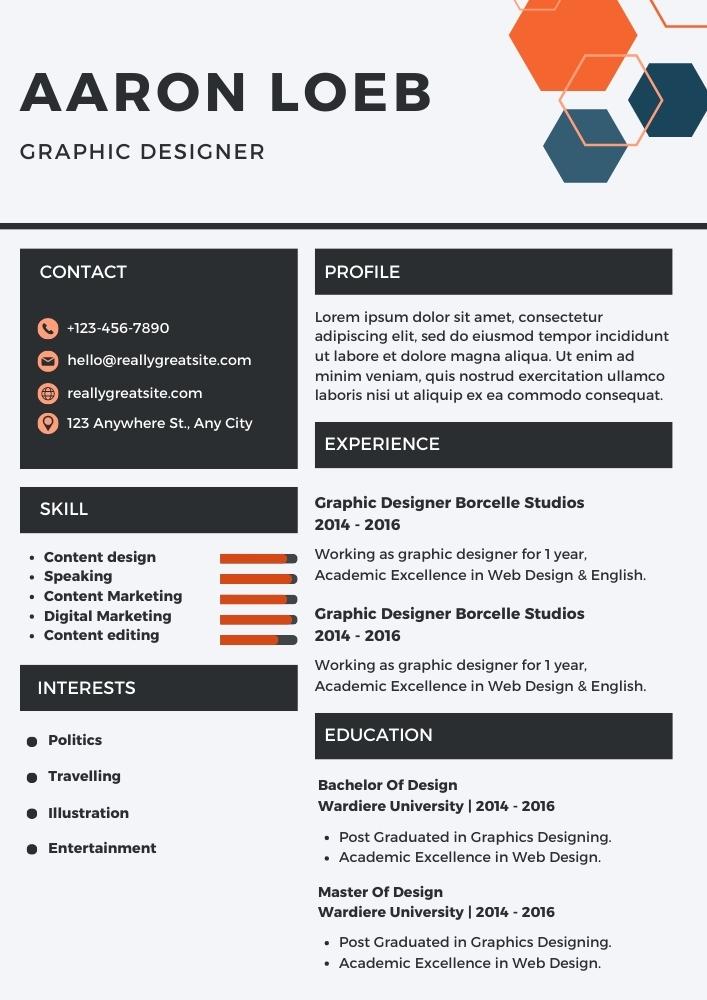 AARON LOEB
GRAPHIC DESIGNER
CONTACT
+123-456-7890
hello@reallygreatsite.com
reallygreatsite.com
123 Anywhere St., Any City
SKILL
• Content design
• Speaking
• Content Marketing
• Digital Marketing
• Content editing
INTERESTS
• Politics
• Travelling
• Illustration
• Entertainment
PROFILE
Lorem ipsum dolor sit amet, consectetur
adipiscing elit, sed do eiusmod tempor incididunt
ut labore et dolore magna aliqua. Ut enim ad
minim veniam, quis nostrud exercitation ullamco
laboris nisi ut aliquip ex ea commodo consequat.
EXPERIENCE
Graphic Designer Borcelle Studios
2014 - 2016
Working as graphic designer for 1 year,
Academic Excellence in Web Design & English.
Graphic Designer Borcelle Studios
2014 - 2016
Working as graphic designer for 1 year,
Academic Excellence in Web Design & English.
EDUCATION
Bachelor Of Design
Wardiere University | 2014 - 2016
• Post Graduated in Graphics Designing.
• Academic Excellence in Web Design.
Master Of Design
Wardiere University | 2014 - 2016
• Post Graduated in Graphics Designing.
• Academic Excellence in Web Design.